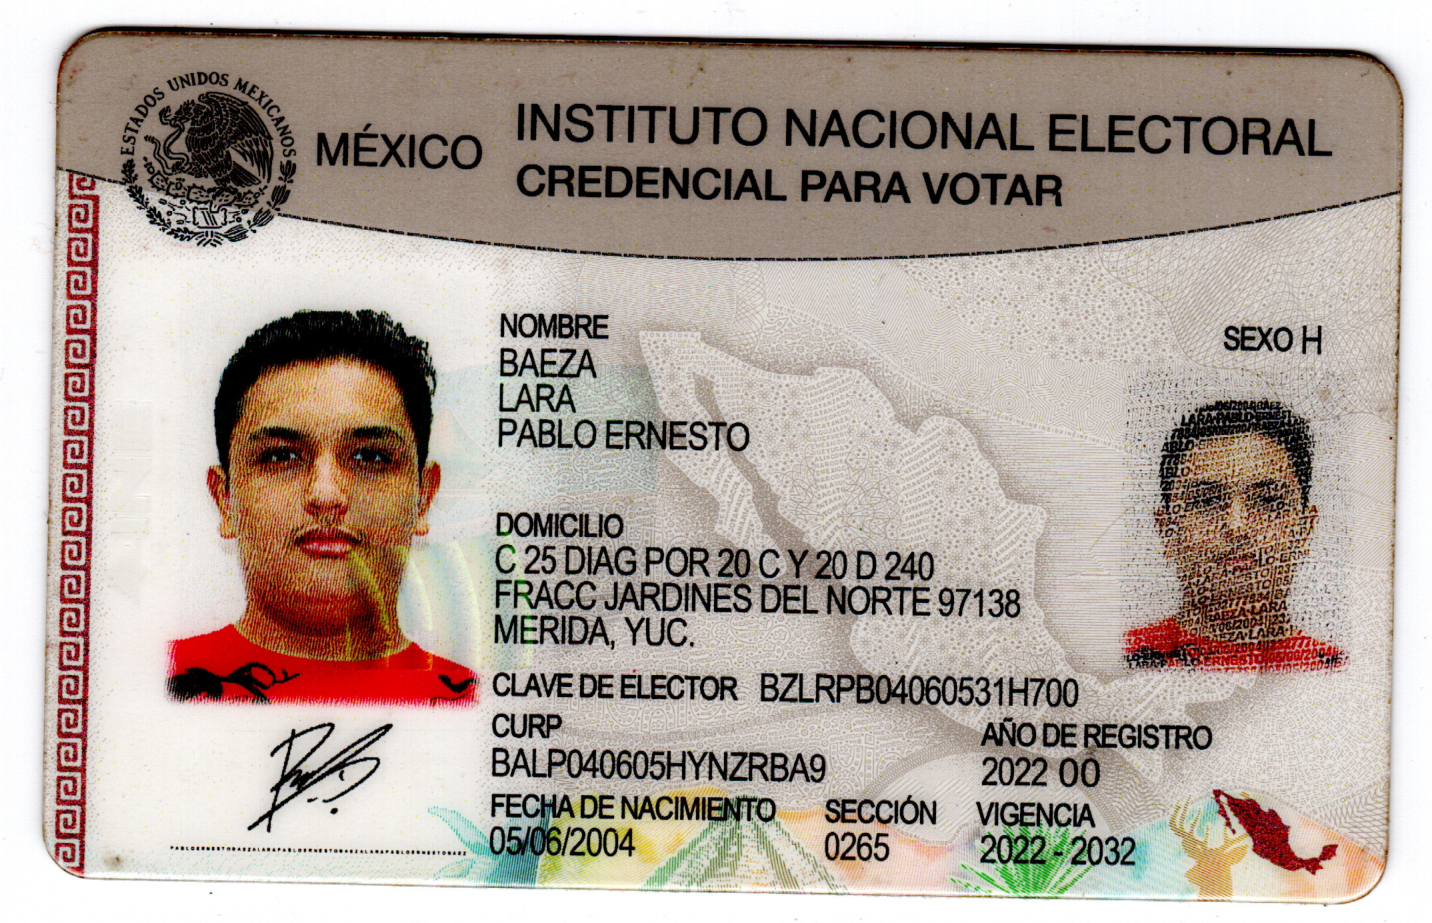 ESTADOS UNIDOS MEXICANOS
MÉXICO
INSTITUTO NACIONAL ELECTORAL
CREDENCIAL PARA VOTAR
NOMBRE
BAEZA
LARA
PABLO ERNESTO
SEXO H
DOMICILIO
C 25 DIAG POR 20 C Y 20 D 240
FRACC JARDINES DEL NORTE 97138
MERIDA, YUC.
CLAVE DE ELECTOR BZLRPB04060531H700
CURP
BALP040605HYNZRBA9
AÑO DE REGISTRO
2022 00
FECHA DE NACIMIENTO
05/06/2004
SECCIÓN
0265
VIGENCIA
2022 - 2032